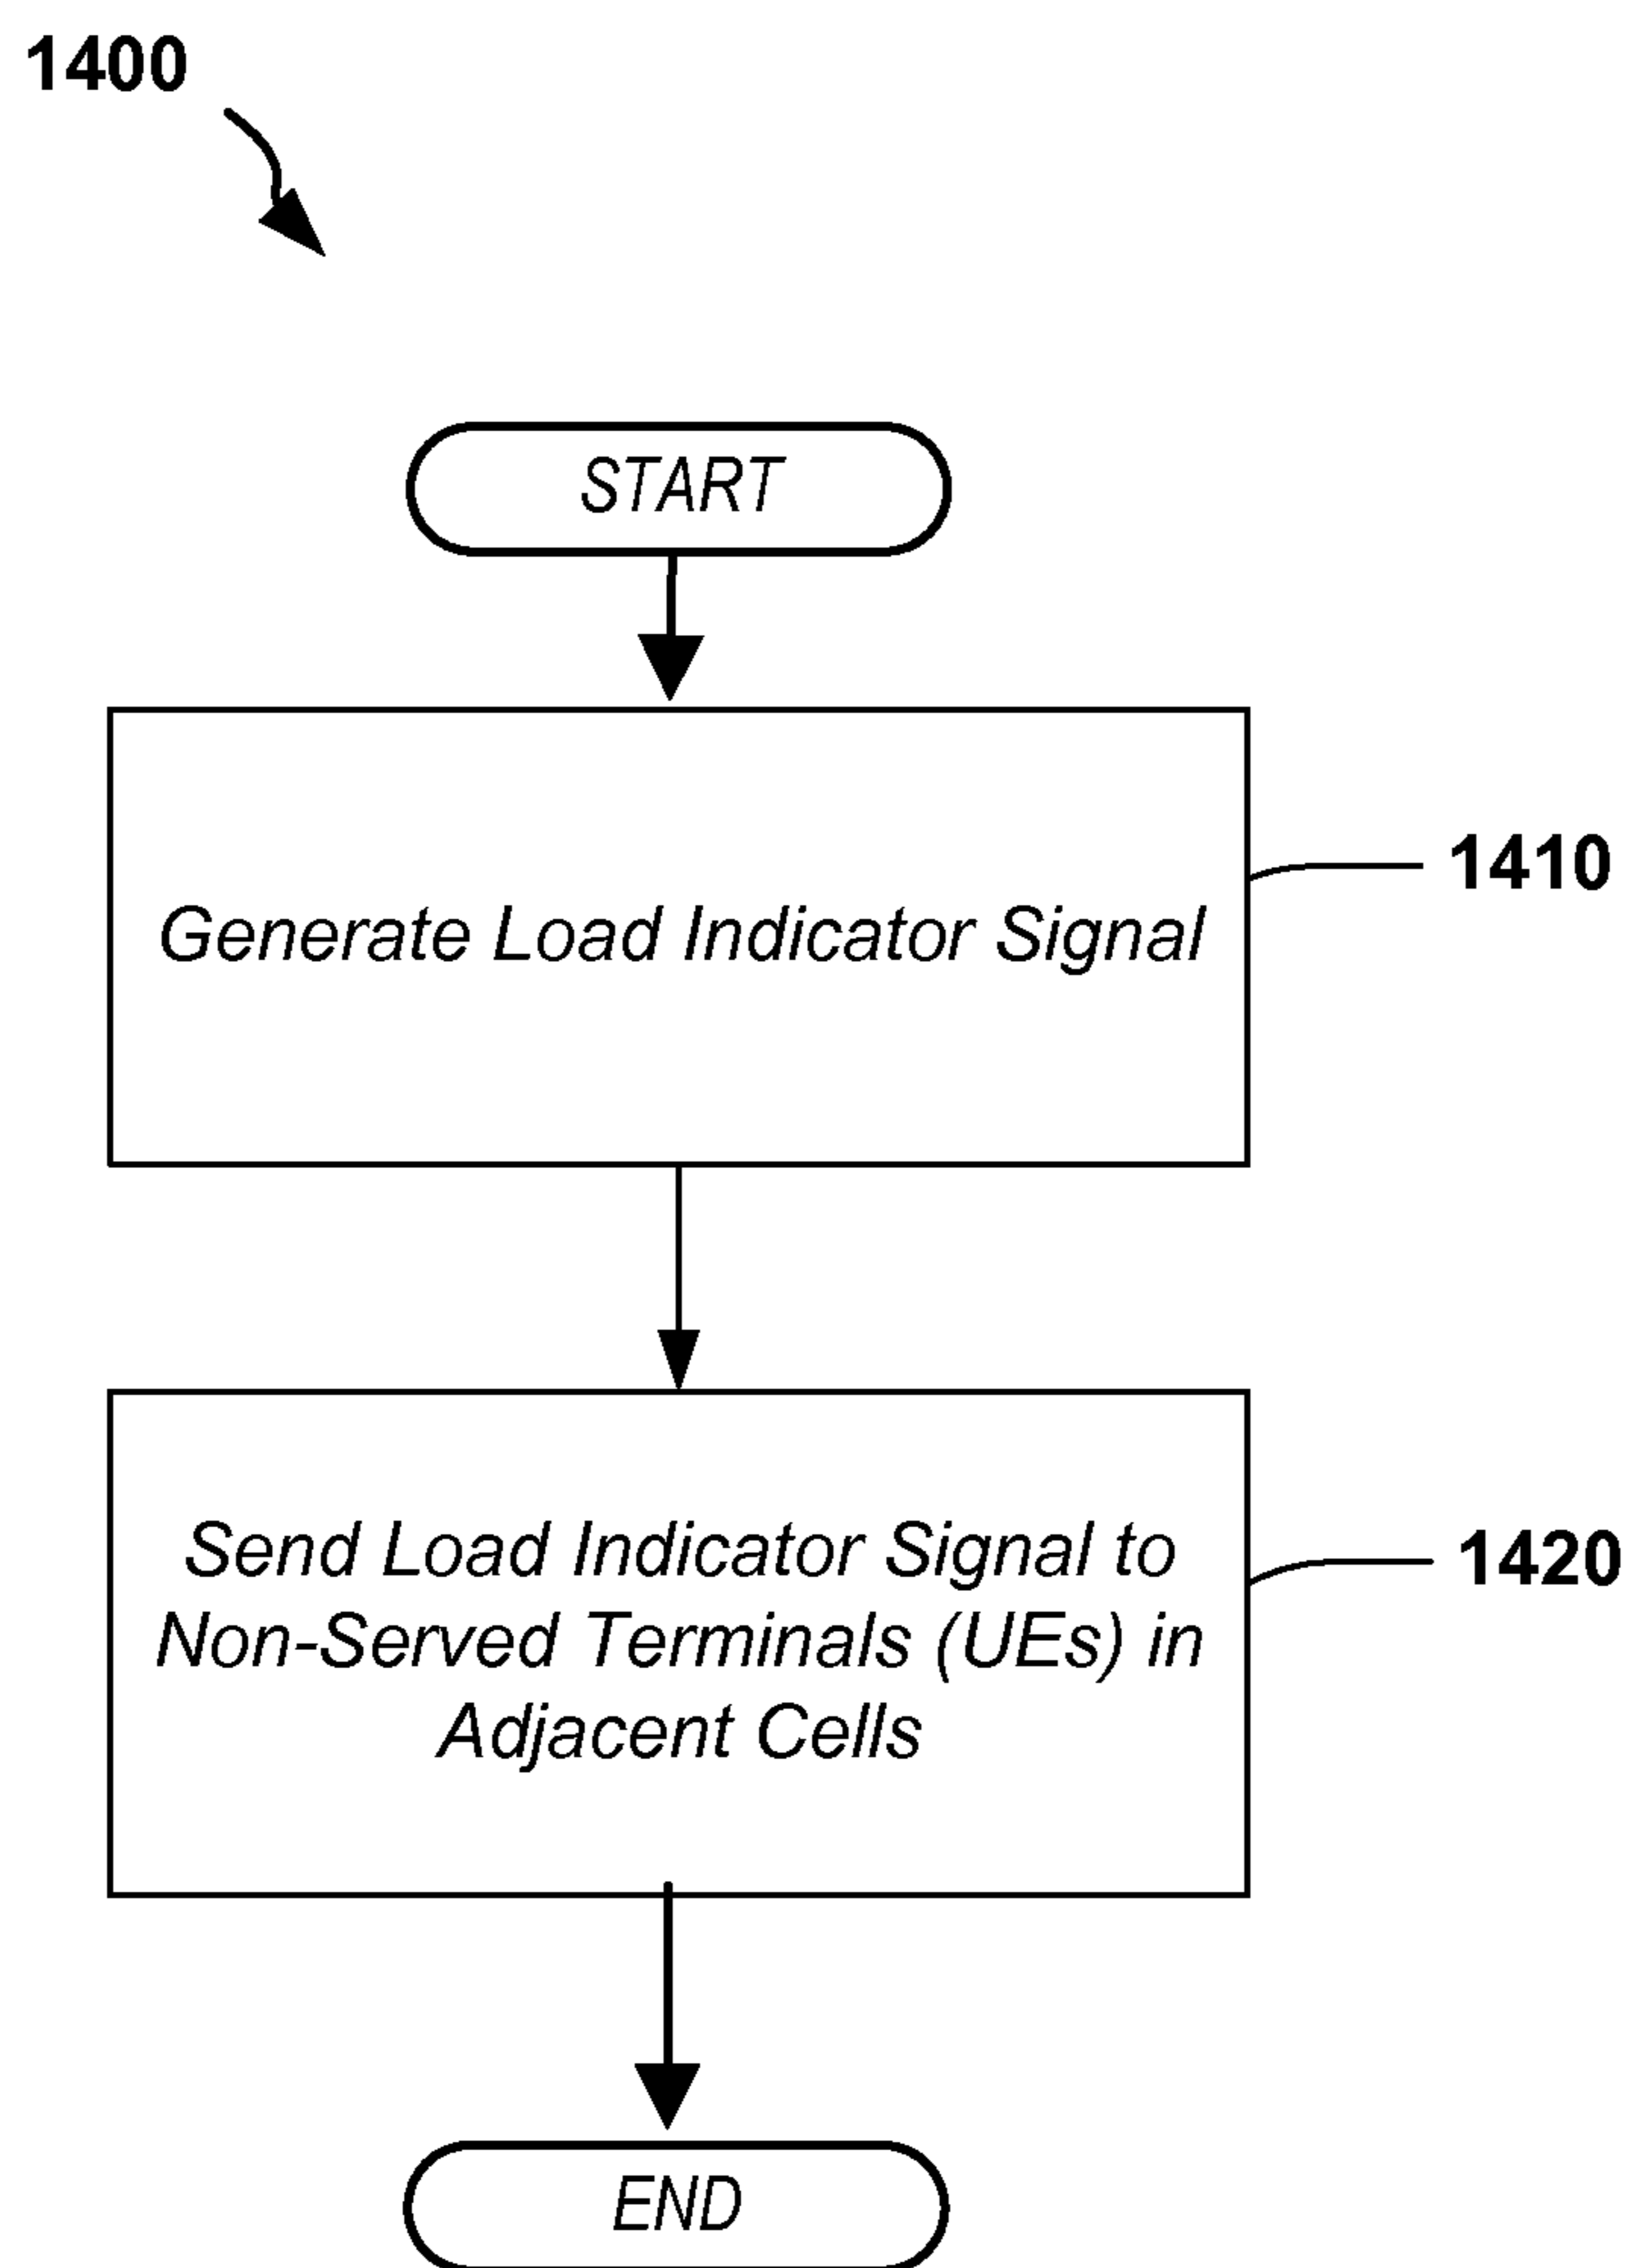 1400
START
Generate Load Indicator Signal
1410
Send Load Indicator Signal to
Non-Served Terminals (UEs) in
Adjacent Cells
1420
END